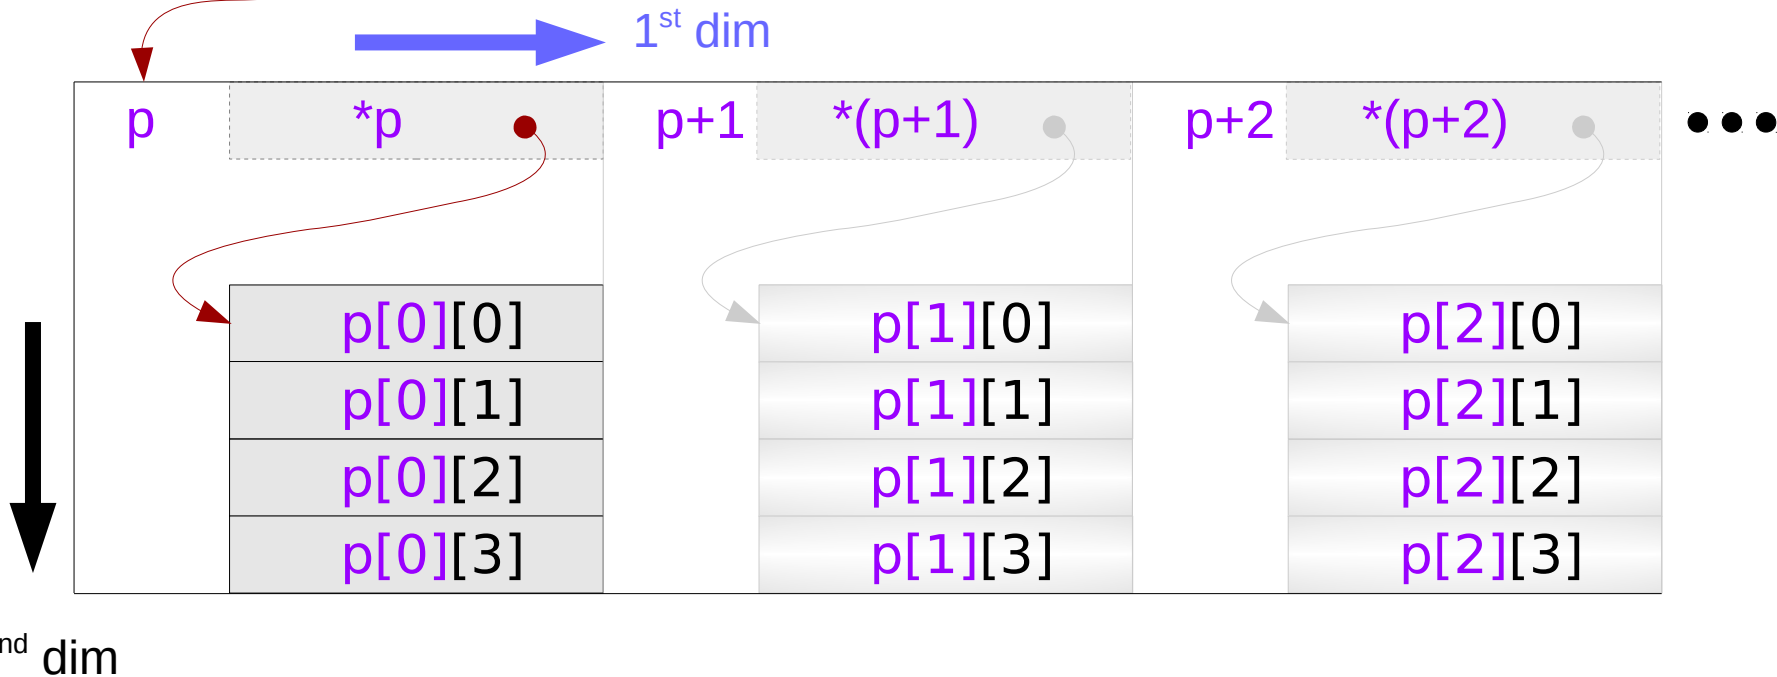 1st dim
p *p p+1 *(p+1) p+2 *(p+2)
p[0][0] p[1][0] p[2][0]
p[0][1] p[1][1] p[2][1]
p[0][2] p[1][2] p[2][2]
p[0][3] p[1][3] p[2][3]
nd dim